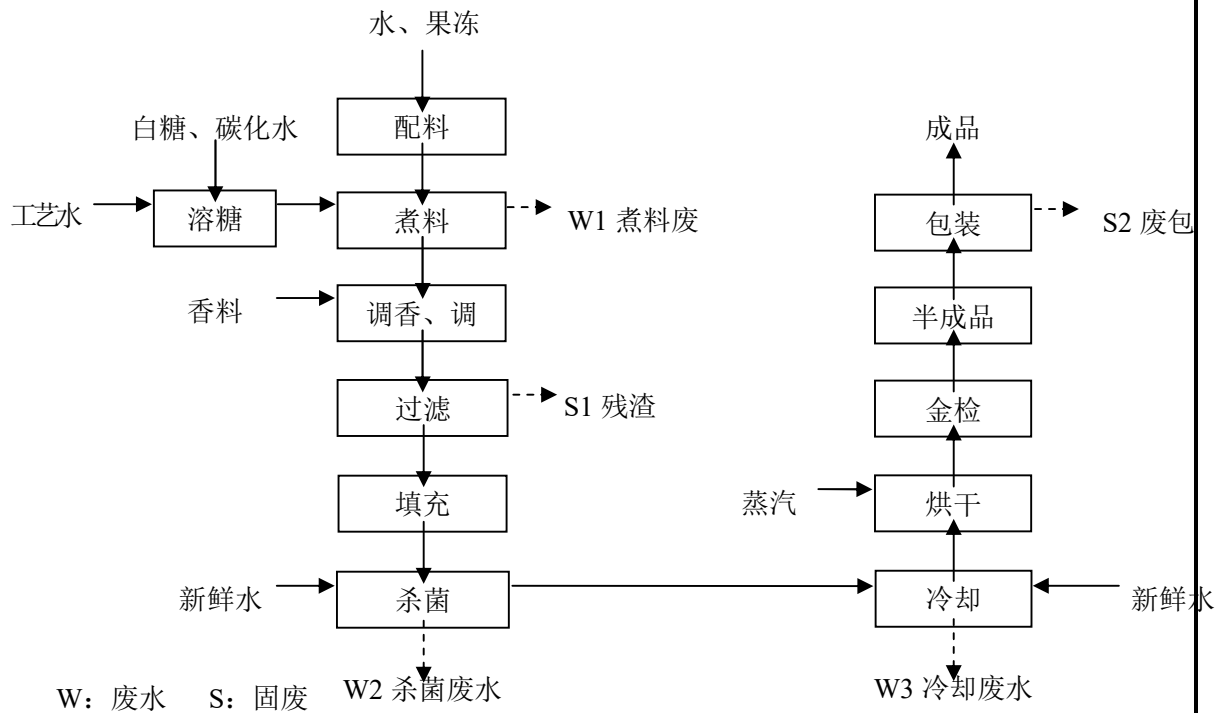 水、果冻
配料
白糖、碳化水
成品
工艺水
溶糖
煮料
W1 煮料废
包装
S2 废包
香料
调香、调
半成品
过滤
S1 残渣
金检
填充
蒸汽
烘干
新鲜水
杀菌
冷却
新鲜水
W2 杀菌废水
W3 冷却废水
W：废水 S：固废